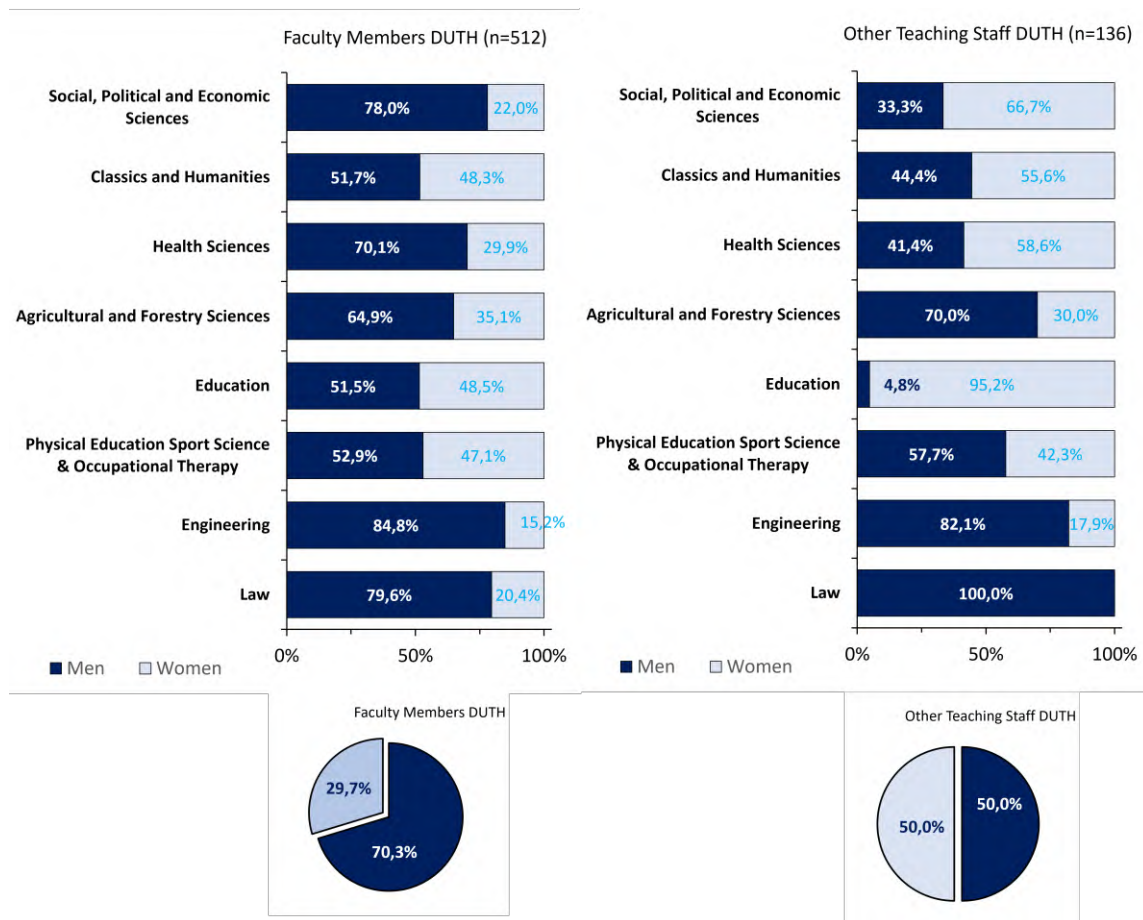 Faculty Members DUTH (n=512)
Social, Political and Economic
Sciences
78,0%
22,0%
Classics and Humanities
51,7%
48,3%
Health Sciences
70,1%
29,9%
Agricultural and Forestry Sciences
64,9%
35,1%
Education
51,5%
48,5%
Physical Education Sport Science
& Occupational Therapy
52,9%
47,1%
Engineering
84,8%
15,2%
Law
79,6%
20,4%
0%
50%
100%
Men
Women
Other Teaching Staff DUTH (n=136)
Social, Political and Economic
Sciences
33,3%
66,7%
Classics and Humanities
44,4%
55,6%
Health Sciences
41,4%
58,6%
Agricultural and Forestry Sciences
70,0%
30,0%
Education
4,8%
95,2%
Physical Education Sport Science
& Occupational Therapy
57,7%
42,3%
Engineering
82,1%
17,9%
Law
100,0%
0%
50%
100%
Men
Women
Faculty Members DUTH
29,7%
70,3%
Other Teaching Staff DUTH
50,0%
50,0%